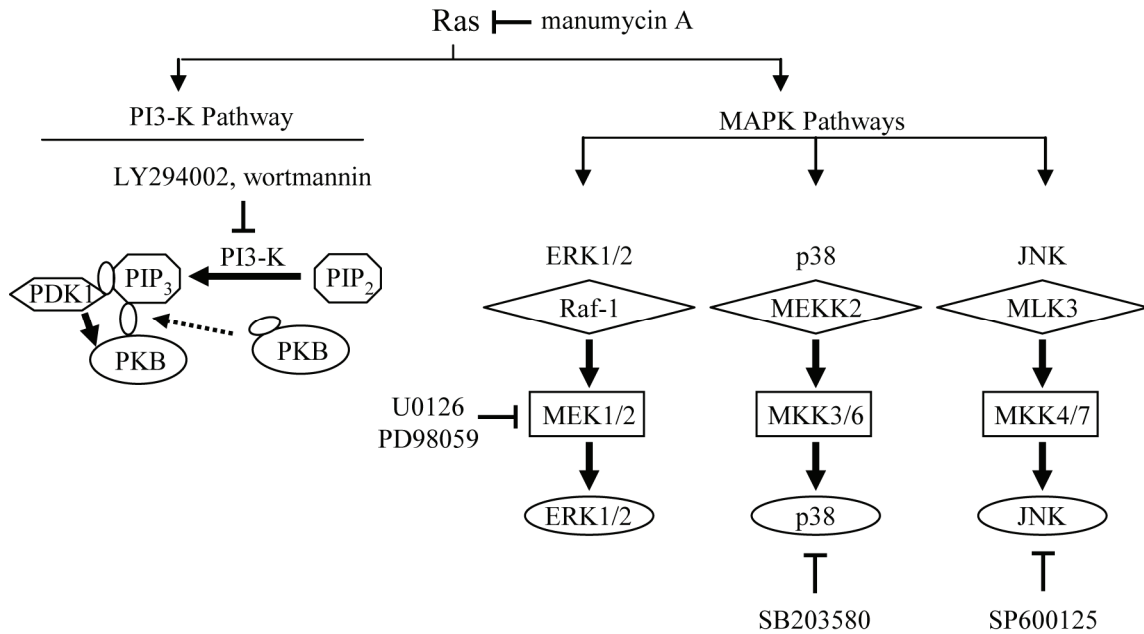 Ras
manumycin A
PI3-K Pathway
LY294002, wortmannin
PI3-K
PDK1
PIP3
PIP2
PKB
PKB
MAPK Pathways
ERK1/2
p38
JNK
Raf-1
MEKK2
MLK3
U0126
PD98059
MEK1/2
MKK3/6
MKK4/7
ERK1/2
p38
JNK
SB203580
SP600125